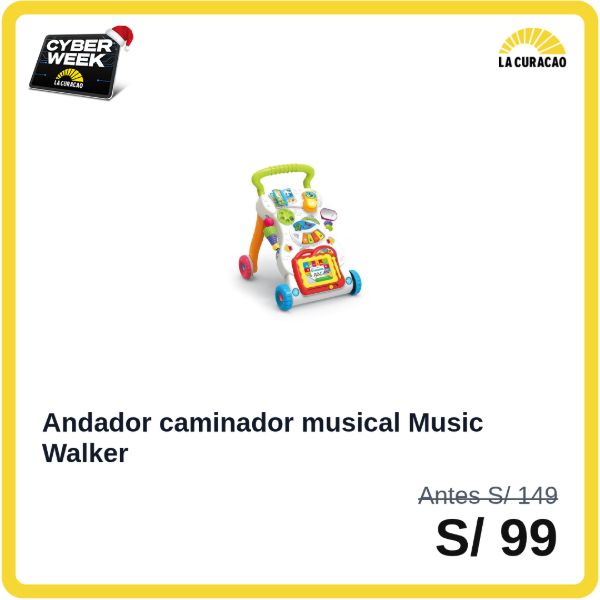 CYBER
WEEK
LA CURACAO
LA CURACAO
Andador caminador musical Music
Walker
Antes S/ 149
S/ 99